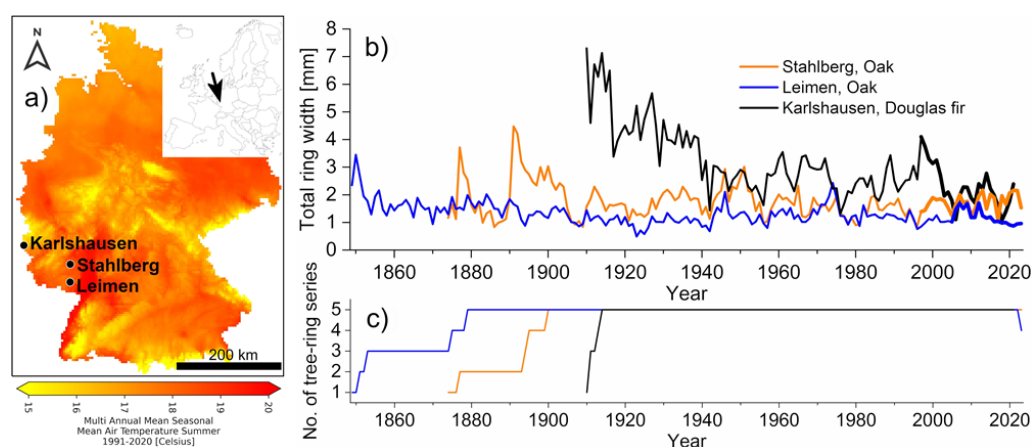 N
a)
Karlshausen
Stahlberg
Leimen
200 km
15 16 17 18 19 20
Multi Annual Mean Seasonal
Mean Air Temperature Summer
1991-2020 [Celsius]
b)
Total ring width [mm]
8
7
6
5
4
3
2
1
0
Stahlberg, Oak
Leimen, Oak
Karlshausen, Douglas fir
1860 1880 1900 1920 1940 1960 1980 2000 2020
Year
c)
No. of tree-ring series
5
4
3
2
1
1860 1880 1900 1920 1940 1960 1980 2000 2020
Year